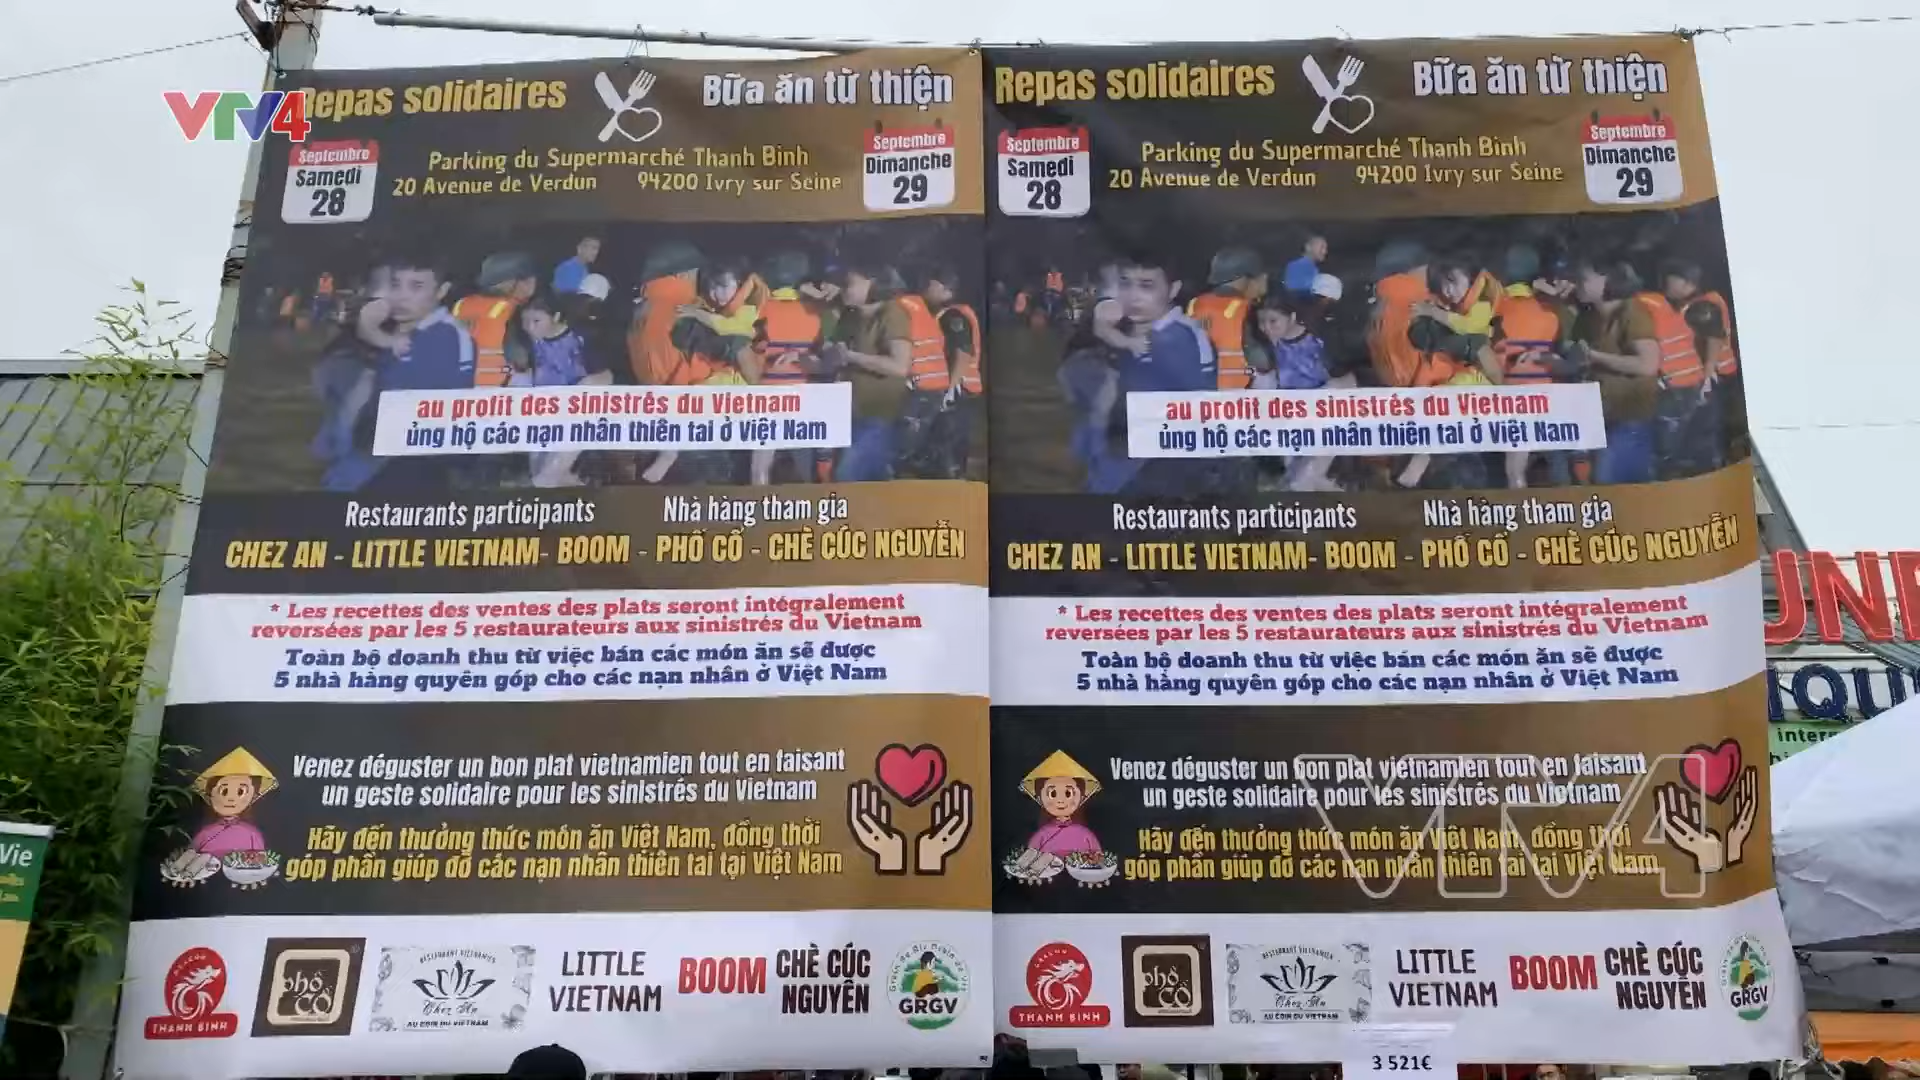 VTV4
Repas solidaires
Bữa ăn từ thiện
Septembre
Samedi
28
Parking du Supermarché Thanh Binh
20 Avenue de Verdun 94200 Ivry sur Seine
Septembre
Dimanche
29
au profit des sinistrés du Vietnam
ủng hộ các nạn nhân thiên tai ở Việt Nam
Restaurants participants Nhà hàng tham gia
CHEZ AN - LITTLE VIETNAM- BOOM - PHỐ CỔ - CHÈ CÚC NGUYỄN
* Les recettes des ventes des plats seront intégralement
reversées par les 5 restaurateurs aux sinistrés du Vietnam
Toàn bộ doanh thu từ việc bán các món ăn sẽ được
5 nhà hàng quyên góp cho các nạn nhân ở Việt Nam
Venez déguster un bon plat vietnamien tout en faisant
un geste solidaire pour les sinistrés du Vietnam
Hãy đến thưởng thức món ăn Việt Nam, đồng thời
góp phần giúp đỡ các nạn nhân thiên tai tại Việt Nam
THANH BINH
phố
cổ
RESTAURANT VIETNAMIEN
Chez An
AU COIN DU VIETNAM
LITTLE
VIETNAM
BOOM
CHÈ CÚC
NGUYÊN
GRGV
Repas solidaires
Bữa ăn từ thiện
Septembre
Samedi
28
Parking du Supermarché Thanh Binh
20 Avenue de Verdun 94200 Ivry sur Seine
Septembre
Dimanche
29
au profit des sinistrés du Vietnam
ủng hộ các nạn nhân thiên tai ở Việt Nam
Restaurants participants Nhà hàng tham gia
CHEZ AN - LITTLE VIETNAM- BOOM - PHỐ CỔ - CHÈ CÚC NGUYỄN
* Les recettes des ventes des plats seront intégralement
reversées par les 5 restaurateurs aux sinistrés du Vietnam
Toàn bộ doanh thu từ việc bán các món ăn sẽ được
5 nhà hàng quyên góp cho các nạn nhân ở Việt Nam
Venez déguster un bon plat vietnamien tout en faisant
un geste solidaire pour les sinistrés du Vietnam
Hãy đến thưởng thức món ăn Việt Nam, đồng thời
góp phần giúp đỡ các nạn nhân thiên tai tại Việt Nam
VTV4
THANH BINH
phố
cổ
RESTAURANT VIETNAMIEN
Chez An
AU COIN DU VIETNAM
LITTLE
VIETNAM
BOOM
CHÈ CÚC
NGUYÊN
GRGV
3 521€
Vie